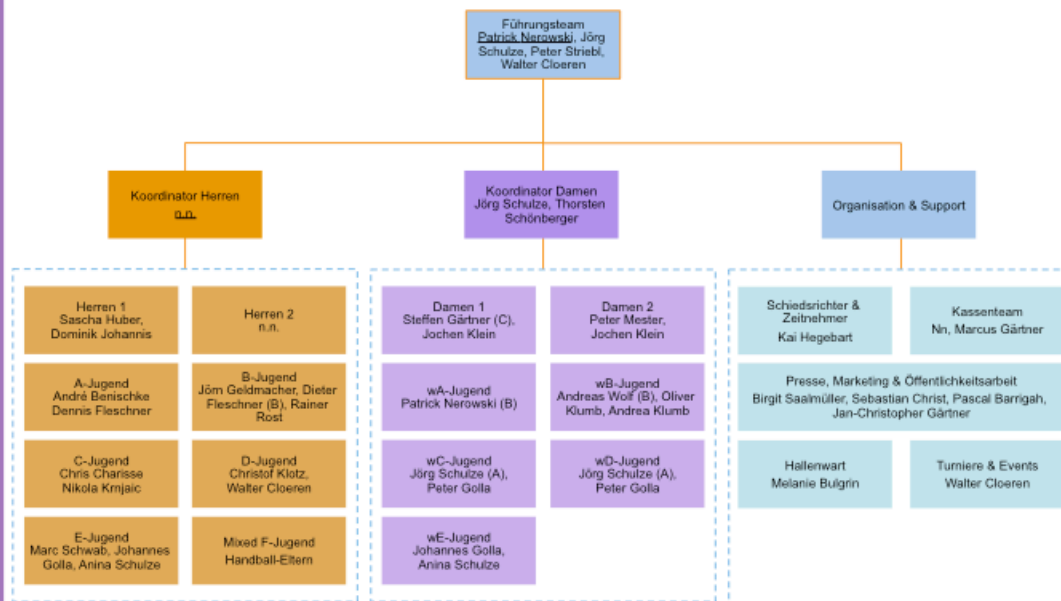 Führungsteam
Patrick Nerowski, Jörg
Schulze, Peter Striebl,
Walter Cloeren
Koordinator Herren
n.n.
Koordinator Damen
Jörg Schulze, Thorsten
Schönberger
Organisation & Support
Herren 1
Sascha Huber,
Dominik Johannis
Herren 2
n.n.
A-Jugend
André Benischke
Dennis Fleschner
B-Jugend
Jörn Geldmacher, Dieter
Fleschner (B), Rainer
Rost
C-Jugend
Chris Charisse
Nikola Krnjaic
D-Jugend
Christof Klotz,
Walter Cloeren
E-Jugend
Marc Schwab, Johannes
Golla, Anina Schulze
Mixed F-Jugend
Handball-Eltern
Damen 1
Steffen Gärtner (C),
Jochen Klein
Damen 2
Peter Mester,
Jochen Klein
wA-Jugend
Patrick Nerowski (B)
wB-Jugend
Andreas Wolf (B), Oliver
Klumb, Andrea Klumb
wC-Jugend
Jörg Schulze (A),
Peter Golla
wD-Jugend
Jörg Schulze (A),
Peter Golla
wE-Jugend
Johannes Golla,
Anina Schulze
Schiedsrichter &
Zeitnehmer
Kai Hegebart
Kassenteam
Nn, Marcus Gärtner
Presse, Marketing & Öffentlichkeitsarbeit
Birgit Saalmüller, Sebastian Christ, Pascal Barrigah,
Jan-Christopher Gärtner
Hallenwart
Melanie Bulgrin
Turniere & Events
Walter Cloeren